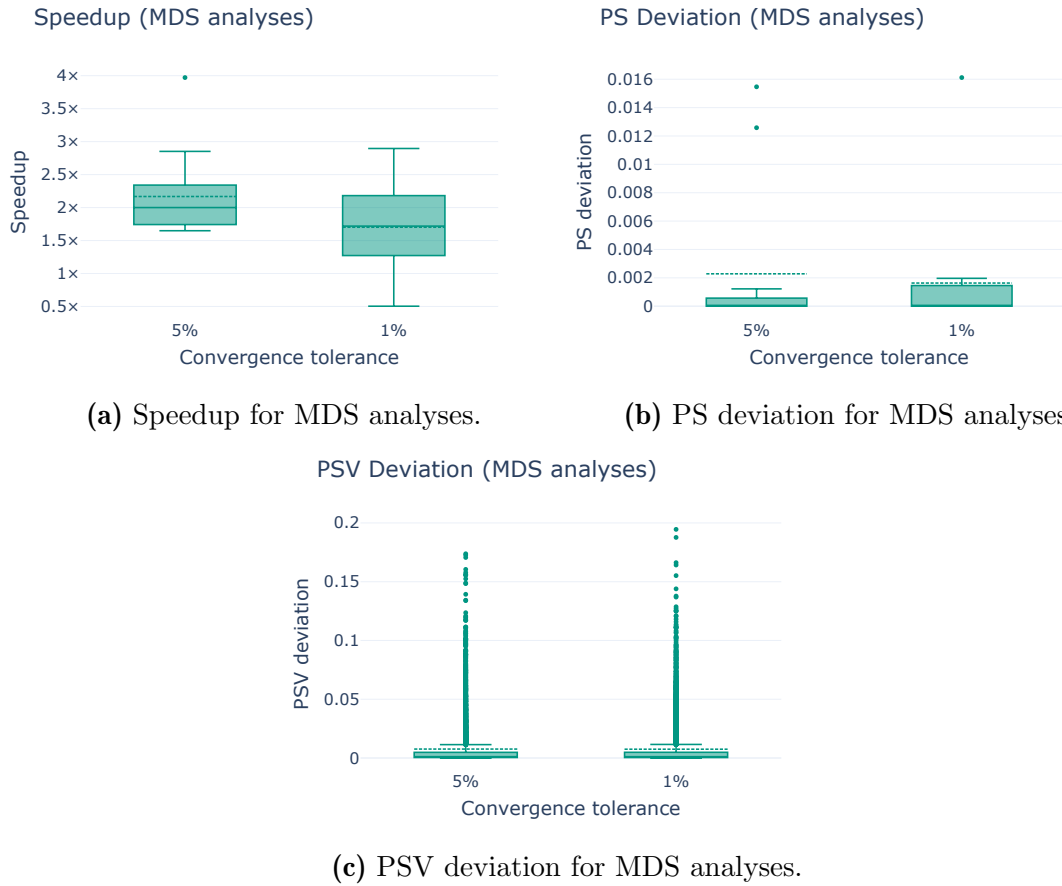 Speedup (MDS analyses)
4×
3.5×
3×
2.5×
2×
1.5×
1×
0.5×
Speedup
5%
1%
Convergence tolerance
(a) Speedup for MDS analyses.
PS Deviation (MDS analyses)
0.016
0.014
0.012
0.01
0.008
0.006
0.004
0.002
0
PS deviation
5%
1%
Convergence tolerance
(b) PS deviation for MDS analyses
PSV Deviation (MDS analyses)
0.2
0.15
0.1
0.05
0
PSV deviation
5%
1%
Convergence tolerance
(c) PSV deviation for MDS analyses.